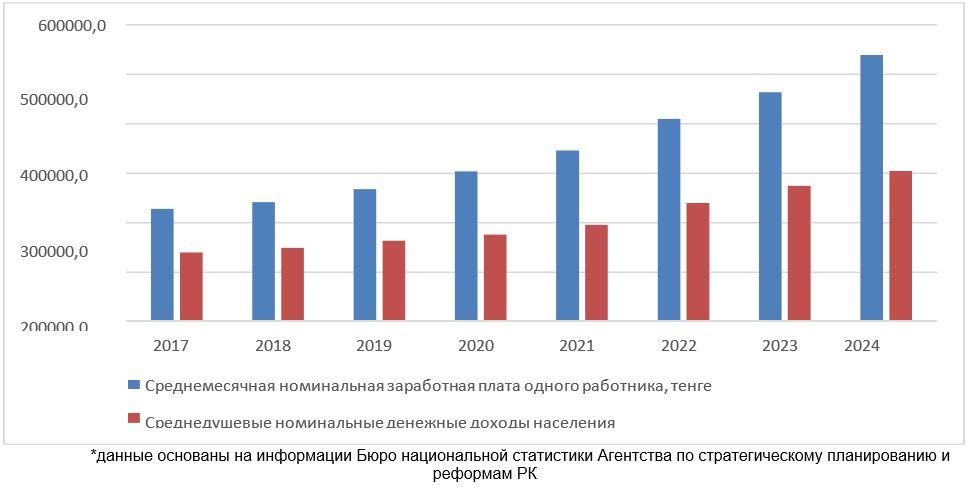 600000,0
500000,0
400000,0
300000,0
200000,0
2017 2018 2019 2020 2021 2022 2023 2024
Среднемесячная номинальная заработная плата одного работника, тенге
Среднедушевые номинальные денежные доходы населения
*данные основаны на информации Бюро национальной статистики Агентства по стратегическому планированию и
реформам РК